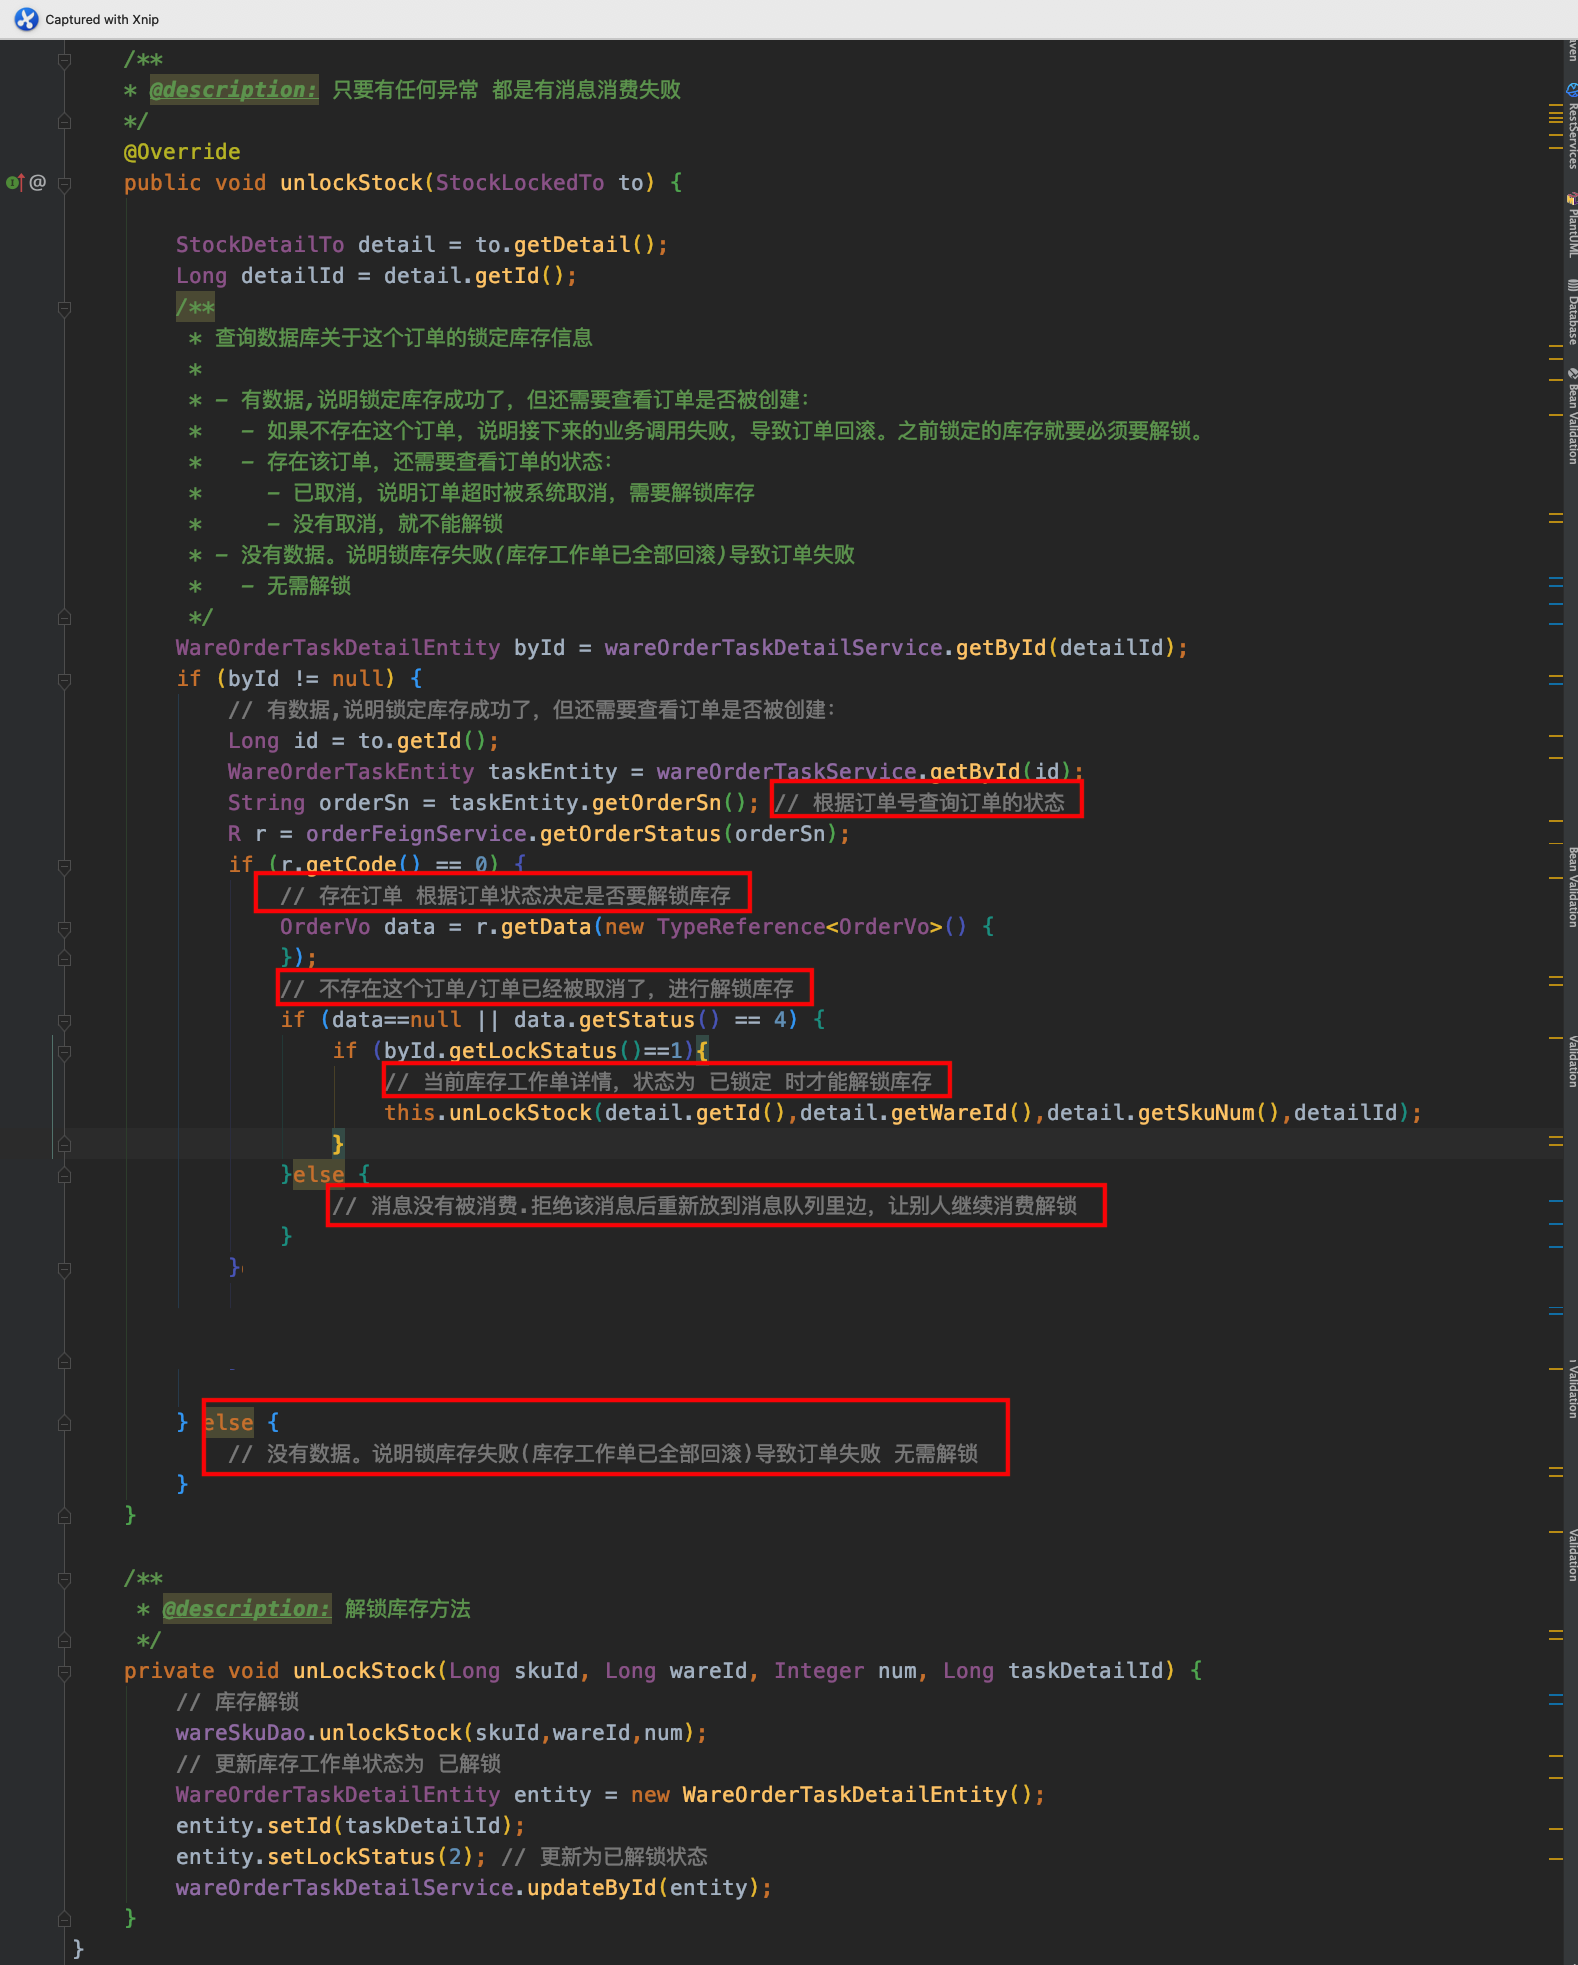 Captured with Xnip
/**
* @description: 只要有任何异常 都是有消息消费失败
*/
@Override
public void unlockStock(StockLockedTo to) {
StockDetailTo detail = to.getDetail();
Long detailId = detail.getId();
/**
* 查询数据库关于这个订单的锁定库存信息
*
* - 有数据,说明锁定库存成功了, 但还需要查看订单是否被创建:
* - 如果不存在这个订单, 说明接下来的业务调用失败, 导致订单回滚。之前锁定的库存就要必须要解锁。
* - 存在该订单, 还需要查看订单的状态:
* - 已取消, 说明订单超时被系统取消, 需要解锁库存
* - 没有取消, 就不能解锁
* - 没有数据。说明锁库存失败(库存工作单已全部回滚)导致订单失败
* - 无需解锁
*/
WareOrderTaskDetailEntity byId = wareOrderTaskDetailService.getById(detailId);
if (byId != null) {
// 有数据,说明锁定库存成功了, 但还需要查看订单是否被创建:
Long id = to.getId();
WareOrderTaskEntity taskEntity = wareOrderTaskService.getById(id);
String orderSn = taskEntity.getOrderSn(); // 根据订单号查询订单的状态
R r = orderFeignService.getOrderStatus(orderSn);
if (r.getCode() == 0) {
// 存在订单 根据订单状态决定是否要解锁库存
OrderVo data = r.getData(new TypeReference<OrderVo>() {
});
// 不存在这个订单/订单已经被取消了, 进行解锁库存
if (data==null || data.getStatus() == 4) {
if (byId.getLockStatus()==1){
// 当前库存工作单详情, 状态为 已锁定 时才能解锁库存
this.unLockStock(detail.getId(),detail.getWareId(),detail.getSkuNum(),detailId);
}
}else {
// 消息没有被消费.拒绝该消息后重新放到消息队列里边, 让别人继续消费解锁
}
}
} else {
// 没有数据。说明锁库存失败(库存工作单已全部回滚)导致订单失败 无需解锁
}
}
/**
* @description: 解锁库存方法
*/
private void unLockStock(Long skuId, Long wareId, Integer num, Long taskDetailId) {
// 库存解锁
wareSkuDao.unlockStock(skuId,wareId,num);
// 更新库存工作单状态为 已解锁
WareOrderTaskDetailEntity entity = new WareOrderTaskDetailEntity();
entity.setId(taskDetailId);
entity.setLockStatus(2); // 更新为已解锁状态
wareOrderTaskDetailService.updateById(entity);
}
}
RestServices
PlantUML
Database
Bean Validation
Bean Validation
Validation
Validation
Validation